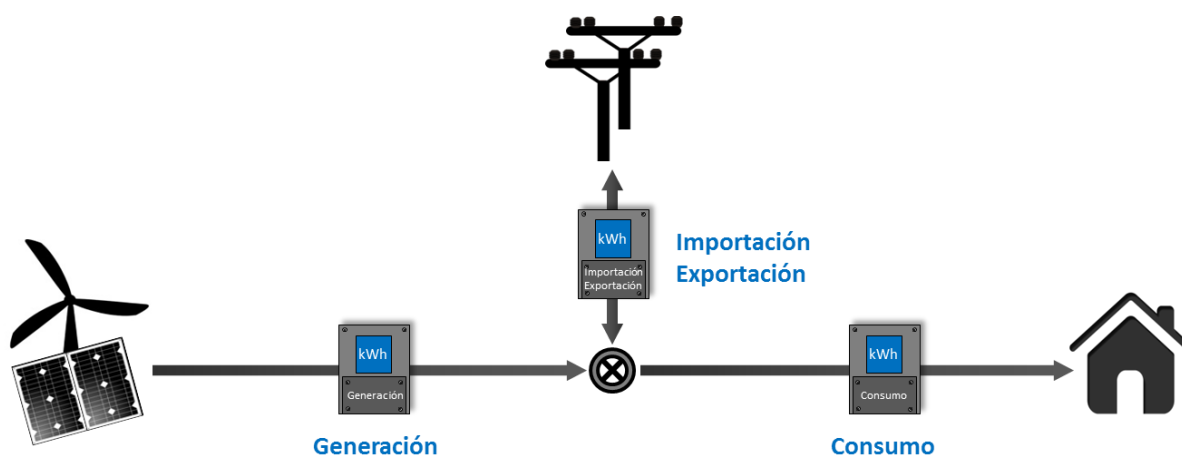 kWh
Importación
Exportación
Importación
Exportación
kWh
Generación
Generación
kWh
Consumo
Consumo